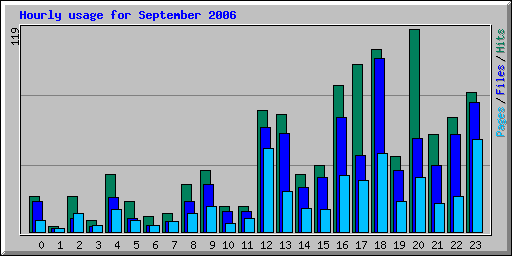 Hourly usage for September 2006
119
Pages / Files / Hits
0 1 2 3 4 5 6 7 8 9 10 11 12 13 14 15 16 17 18 19 20 21 22 23